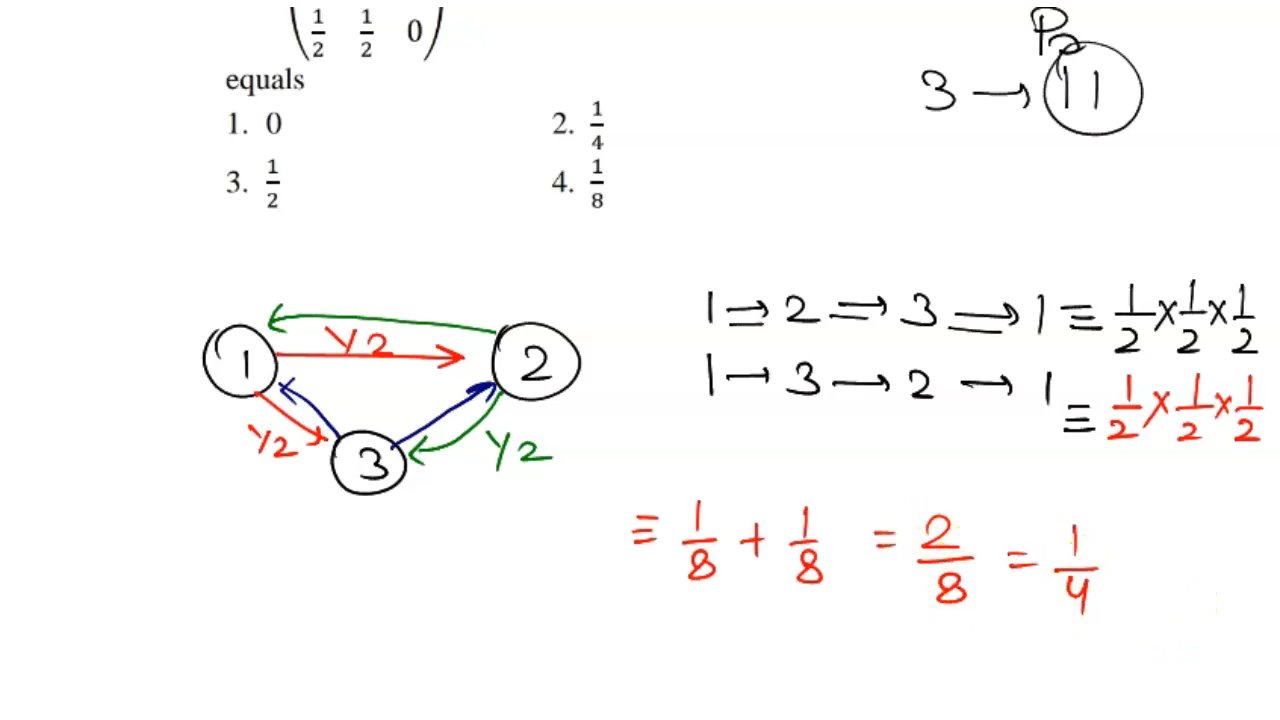 (1/2 1/2 0)
equals
1. 0 2. 1/4
3. 1/2 4. 1/8
P2
3 → 11
1 → 2 → 3 → 1 ≡ 1/2 × 1/2 × 1/2
1 → 3 → 2 → 1 ≡ 1/2 × 1/2 × 1/2
1 1/2 2
1/2 3 1/2
≡ 1/8 + 1/8 = 2/8 = 1/4